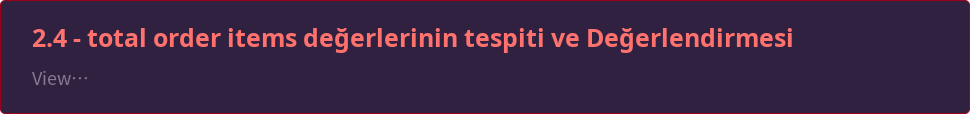 2.4 - total order items değerlerinin tespiti ve Değerlendirmesi
View···